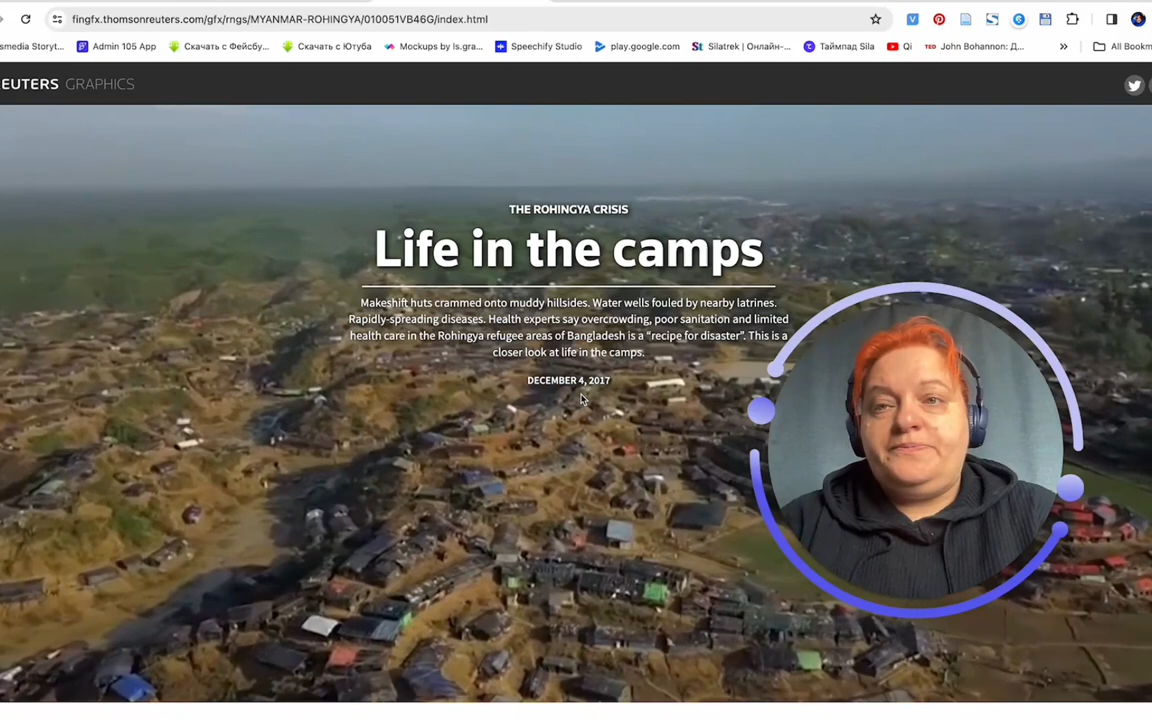 fingfx.thomsonreuters.com/gfx/rngs/MYANMAR-ROHINGYA/010051VB46G/index.html
smedia Storyt... Admin 105 App Скачать с Фейсбу... Скачать с Ютуба Mockups by ls.gra... Speechify Studio play.google.com St Silatrek | Онлайн-... Таймпад Sila Qi TED John Bohannon: Д... » All Bookm
EUTERS GRAPHICS
THE ROHINGYA CRISIS
Life in the camps
Makeshift huts crammed onto muddy hillsides. Water wells fouled by nearby latrines.
Rapidly-spreading diseases. Health experts say overcrowding, poor sanitation and limited
health care in the Rohingya refugee areas of Bangladesh is a “recipe for disaster”. This is a
closer look at life in the camps.
DECEMBER 4, 2017